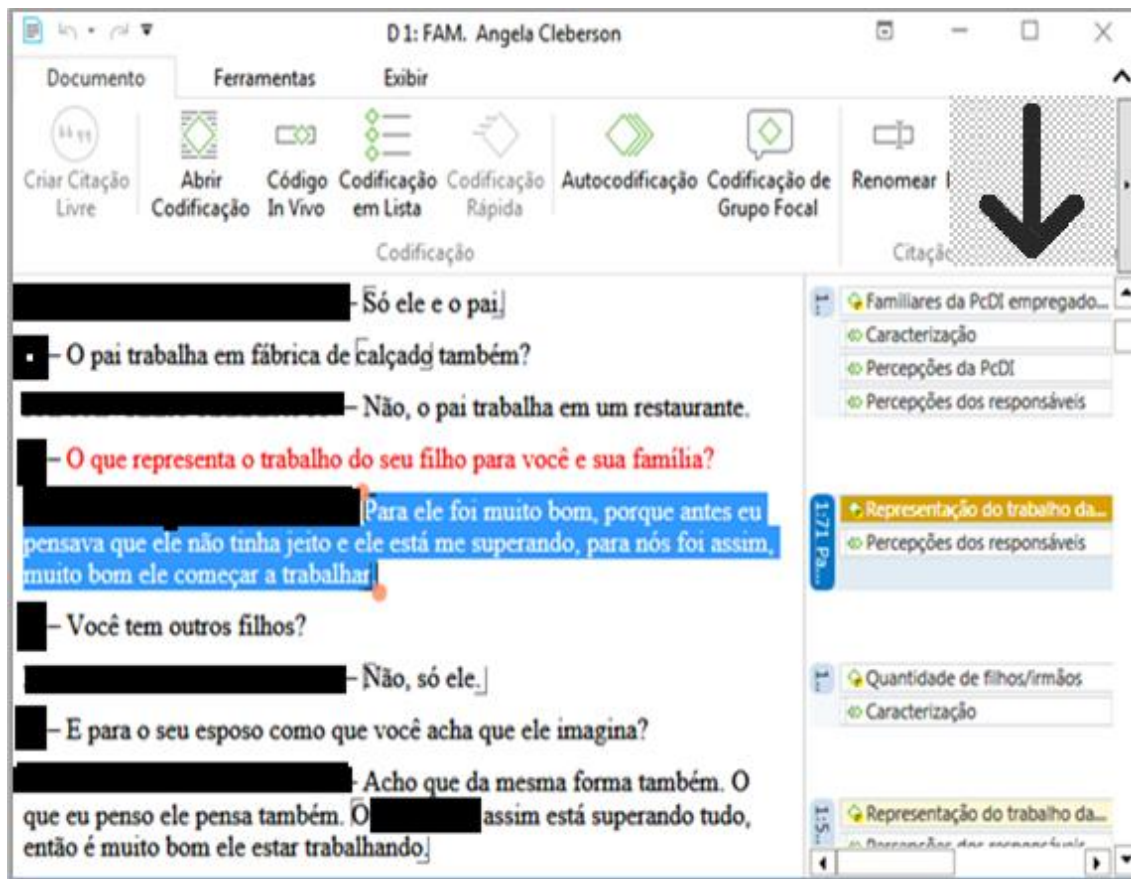 D 1: FAM. Angela Cleberson
Documento Ferramentas Exibir
Criar Citação Livre
Abrir Codificação
Código In Vivo
Codificação em Lista
Codificação Rápida
Autocodificação
Codificação de Grupo Focal
Renomear
Codificação
– Só ele e o pai.
– O pai trabalha em fábrica de calçado também?
– Não, o pai trabalha em um restaurante.
– O que representa o trabalho do seu filho para você e sua família?
Para ele foi muito bom, porque antes eu
pensava que ele não tinha jeito e ele está me superando, para nós foi assim,
muito bom ele começar a trabalhar
– Você tem outros filhos?
– Não, só ele.
– E para o seu esposo como que você acha que ele imagina?
- Acho que da mesma forma também. O
que eu penso ele pensa também. O assim está superando tudo,
então é muito bom ele estar trabalhando.
1..
Familiares da PcDI empregado...
Caracterização
Percepções da PcDI
Percepções dos responsáveis
1:71 Pa...
Representação do trabalho da...
Percepções dos responsáveis
1..
Quantidade de filhos/irmãos
Caracterização
1:5...
Representação do trabalho da...